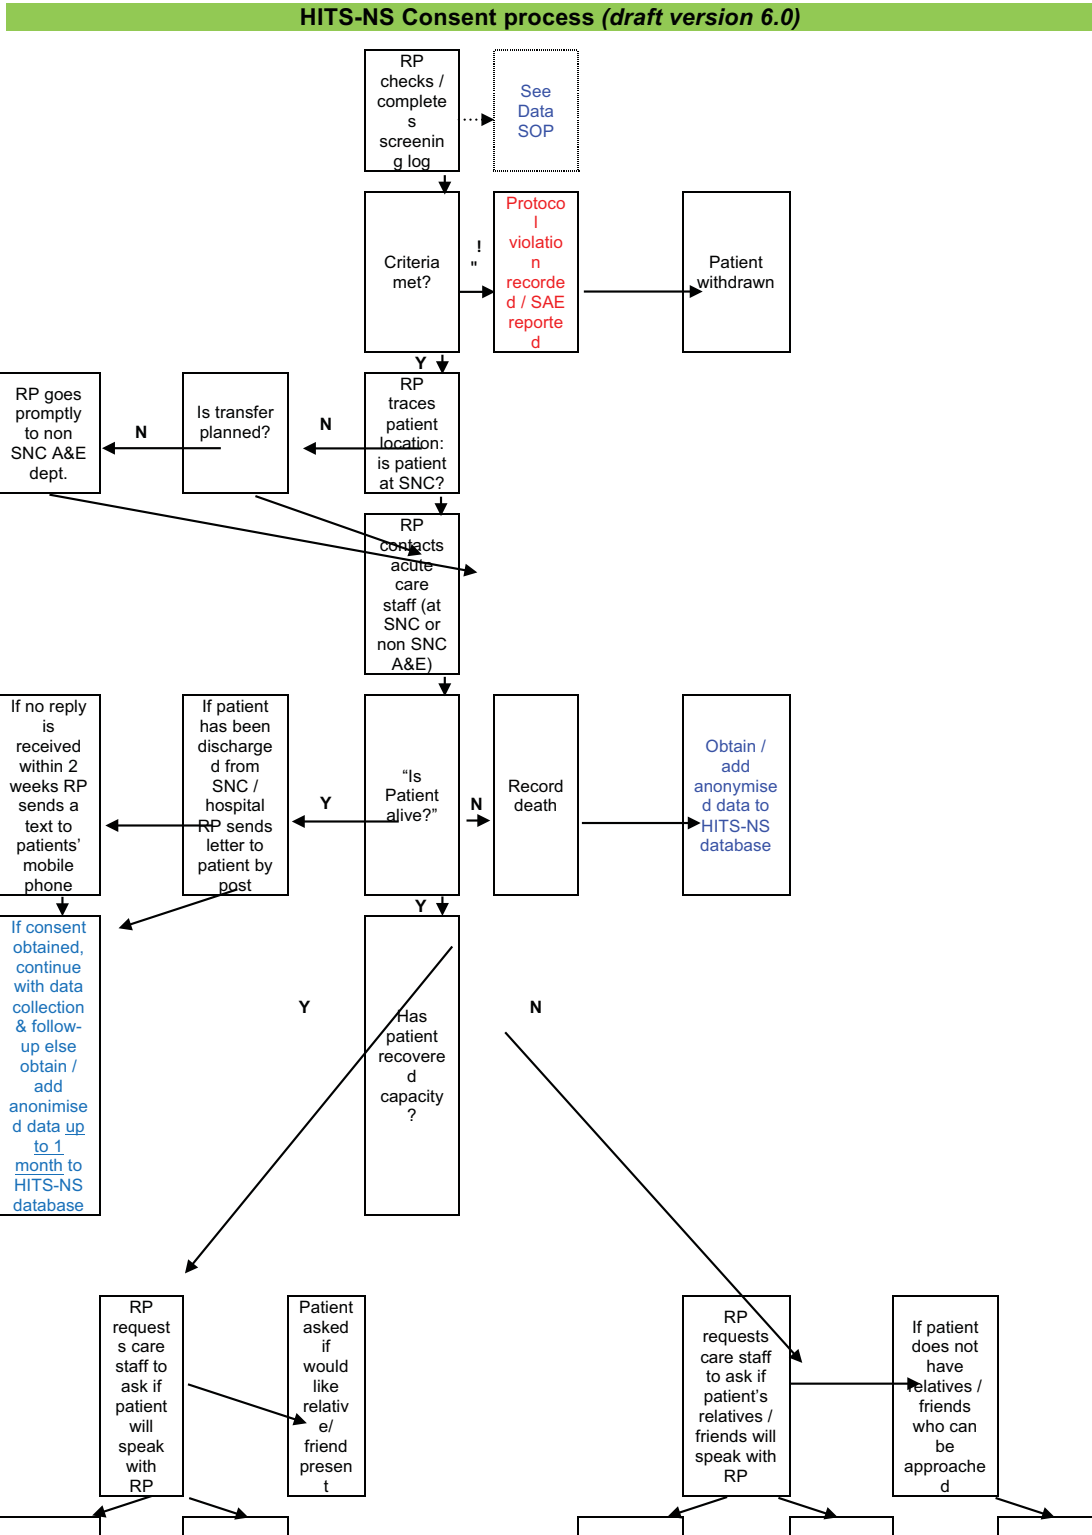 HITS-NS Consent process (draft version 6.0)
RP
checks /
complete
s
screenin
g log
See
Data
SOP
Criteria
met?
!
"
Protoco
l
violatio
n
recorde
d / SAE
reporte
d
Patient
withdrawn
Y
RP goes
promptly
to non
SNC A&E
dept.
N
Is transfer
planned?
N
RP
traces
patient
location:
is patient
at SNC?
RP
contacts
acute
care
staff (at
SNC or
non SNC
A&E)
If no reply
is
received
within 2
weeks RP
sends a
text to
patients’
mobile
phone
If patient
has been
discharge
d from
SNC /
hospital
RP sends
letter to
patient by
post
Y
“Is
Patient
alive?”
N
Record
death
Obtain /
add
anonymise
d data to
HITS-NS
database
Y
If consent
obtained,
continue
with data
collection
& follow-
up else
obtain /
add
anonimise
d data up
to 1
month to
HITS-NS
database
Y
Has
patient
recovere
d
capacity
?
N
RP
request
s care
staff to
ask if
patient
will
speak
with
RP
Patient
asked
if
would
like
relativ
e/
friend
presen
t
RP
requests
care staff
to ask if
patient’s
relatives /
friends will
speak with
RP
If patient
does not
have
relatives /
friends
who can
be
approache
d